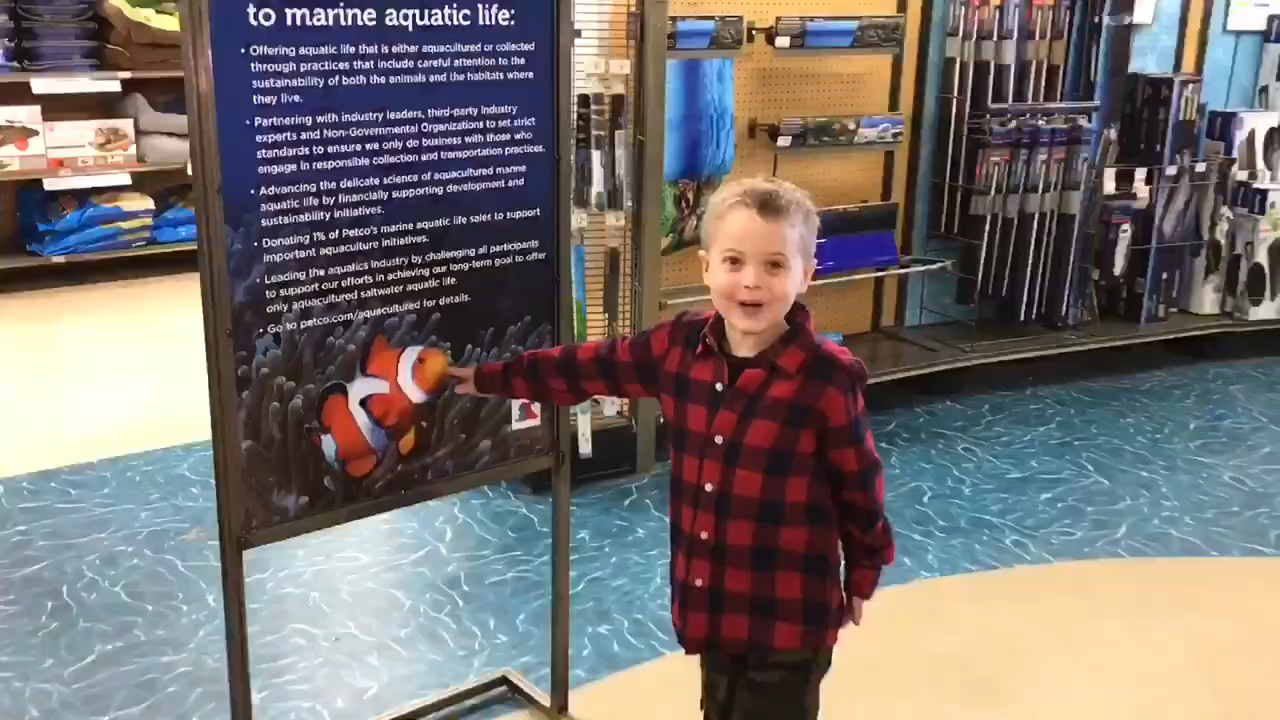 to marine aquatic life:
• Offering aquatic life that is either aquacultured or collected
through practices that include careful attention to the
sustainability of both the animals and the habitats where
they live.
• Partnering with industry leaders, third-party industry
experts and Non-Governmental Organizations to set strict
standards to ensure we only do business with those who
engage in responsible collection and transportation practices.
• Advancing the delicate science of aquacultured marine
aquatic life by financially supporting development and
sustainability initiatives.
• Donating 1% of Petco's marine aquatic life sales to support
important aquaculture initiatives.
• Leading the aquatics industry by challenging all participants
to support our efforts in achieving our long-term goal to offer
only aquacultured saltwater aquatic life.
• Go to petco.com/aquacultured for details.